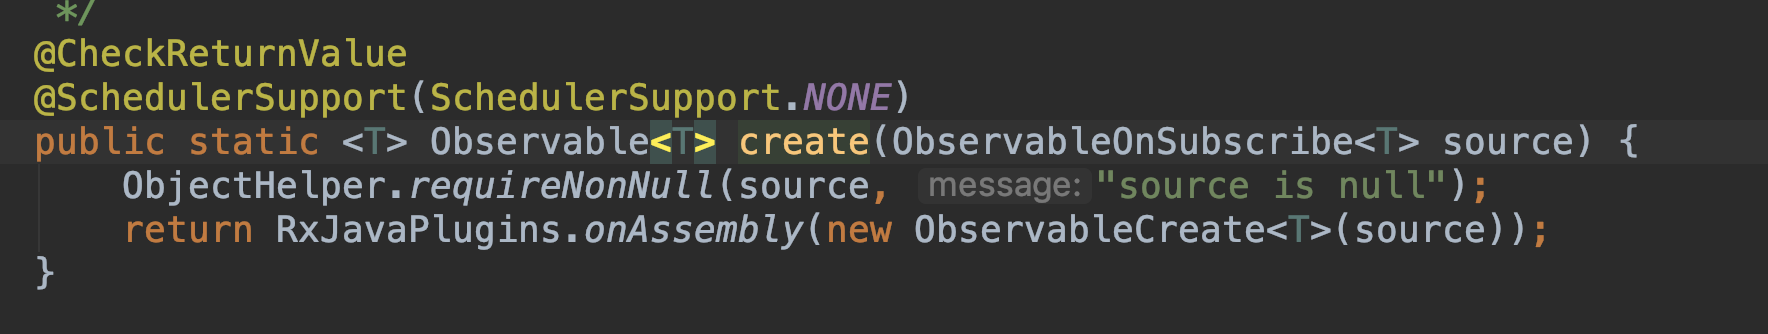 */
@CheckReturnValue
@SchedulerSupport(SchedulerSupport.NONE)
public static <T> Observable<T> create(ObservableOnSubscribe<T> source) {
ObjectHelper.requireNonNull(source, message: "source is null");
return RxJavaPlugins.onAssembly(new ObservableCreate<T>(source));
}